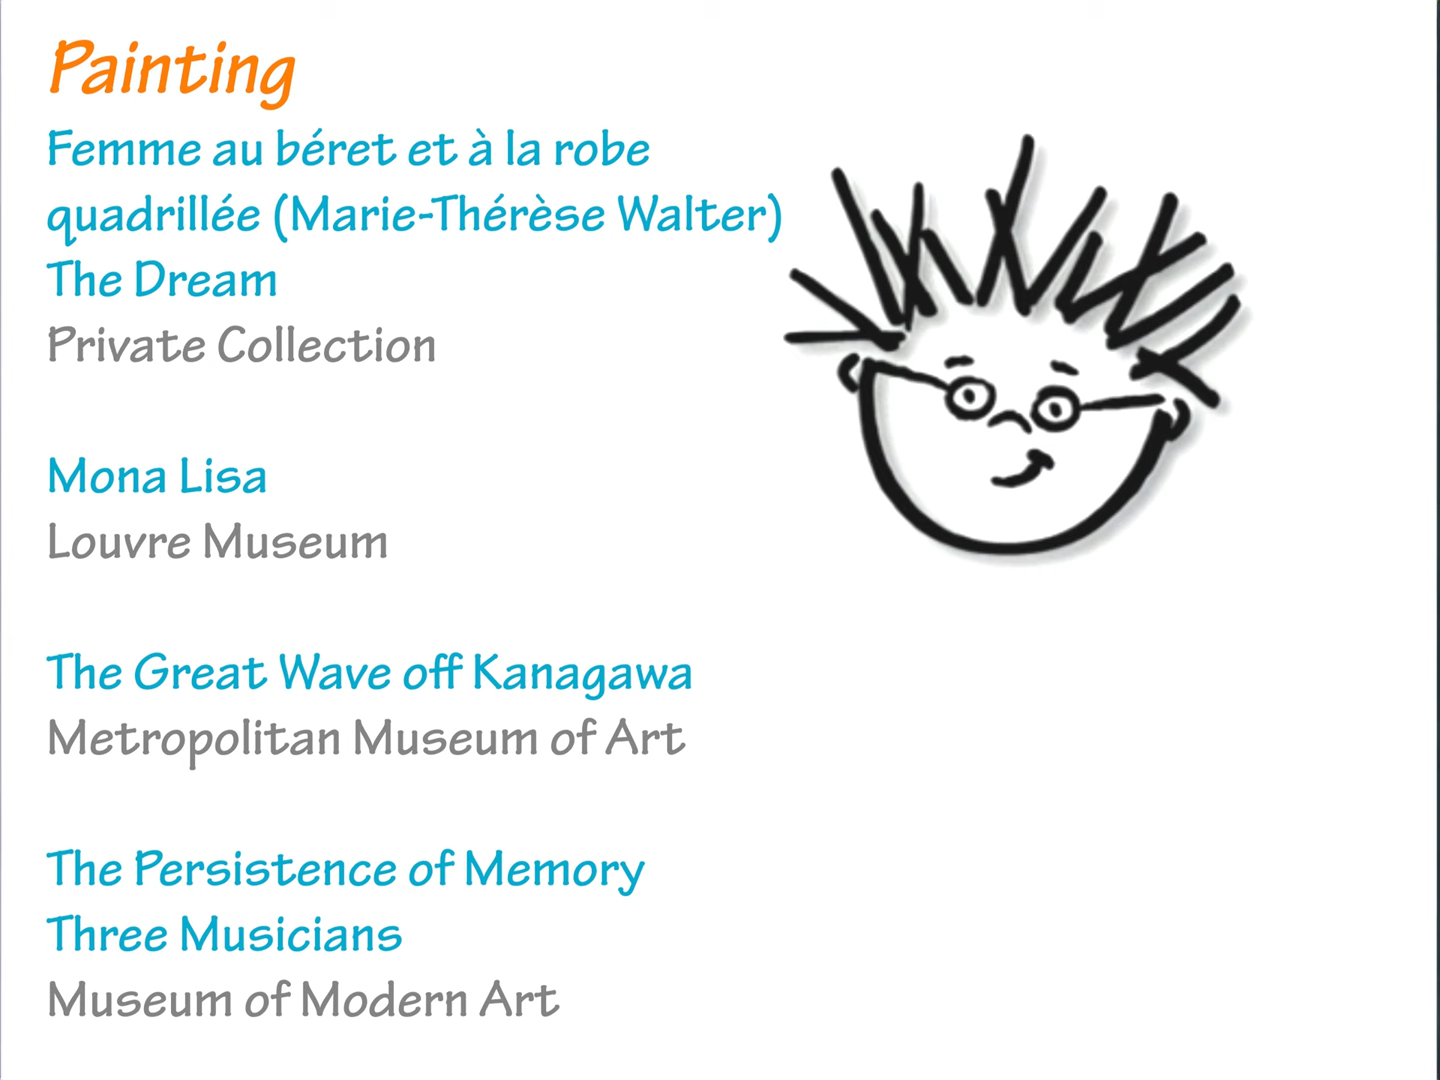 Painting
Femme au béret et à la robe
quadrillée (Marie-Thérèse Walter)
The Dream
Private Collection
Mona Lisa
Louvre Museum
The Great Wave off Kanagawa
Metropolitan Museum of Art
The Persistence of Memory
Three Musicians
Museum of Modern Art